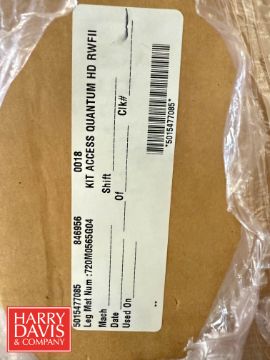 5015477085 846956 0018
Leg Mat Num :720M0565G04 KIT ACCESS QUANTUM HD RWFII
Mach Shift
Date Of Clk#
Used On
*5015477085*
HARRY
DAVIS
& COMPANY